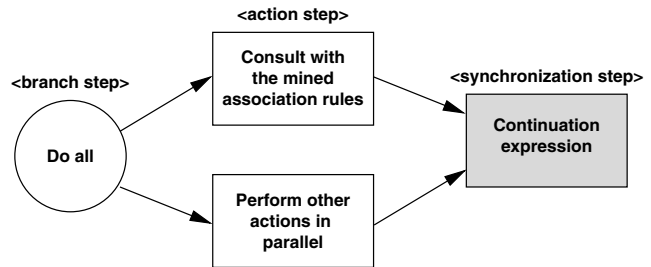 <action step>
Consult with
the mined
association rules
<branch step>
Do all
<synchronization step>
Continuation
expression
Perform other
actions in
parallel